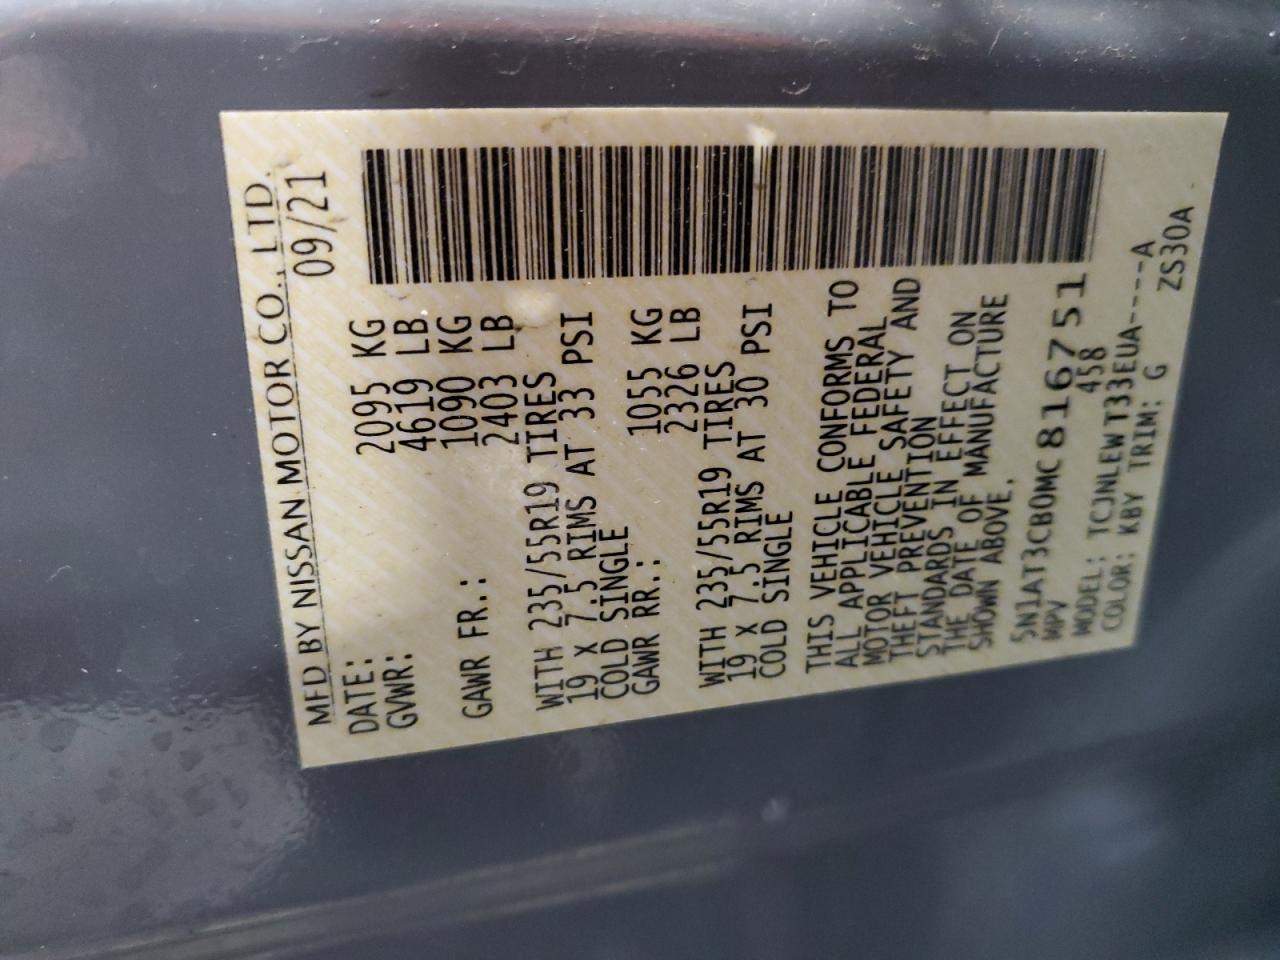 MFD BY NISSAN MOTOR CO., LTD.
DATE: 09/21
GVWR: 2095 KG
4619 LB
GAWR FR.: 1090 KG
2403 LB
WITH 235/55R19 TIRES
19 X 7.5 RIMS AT 33 PSI
COLD SINGLE
GAWR RR.: 1055 KG
2326 LB
WITH 235/55R19 TIRES
19 X 7.5 RIMS AT 30 PSI
COLD SINGLE
THIS VEHICLE CONFORMS TO
ALL APPLICABLE FEDERAL
MOTOR VEHICLE SAFETY AND
THEFT PREVENTION
STANDARDS IN EFFECT ON
THE DATE OF MANUFACTURE
SHOWN ABOVE.
5N1AT3CB0MC816751
MPV 458
MODEL: TCJNLEWT33EUA----A
COLOR: KBY TRIM: G ZS30A